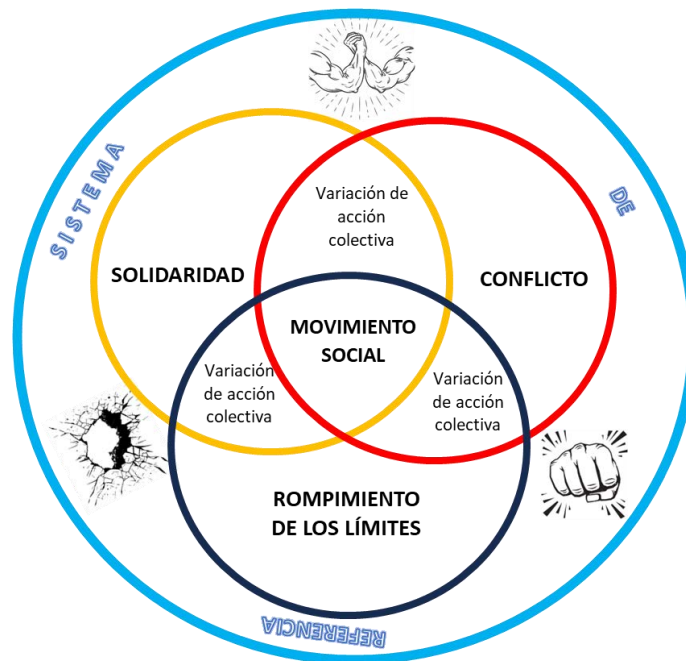 SISTEMA
DE
Variación de
acción
colectiva
SOLIDARIDAD
CONFLICTO
MOVIMIENTO
SOCIAL
Variación
de acción
colectiva
Variación
de acción
colectiva
ROMPIMIENTO
DE LOS LÍMITES
REFERENCIA